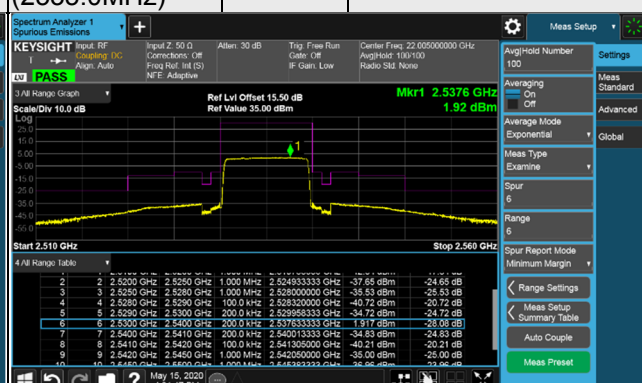 (2535.0MHz)
Spectrum Analyzer 1
Spurious Emissions
Meas Setup
KEYSIGHT
Input: RF
Coupling: DC
Align: Auto
Input Z: 50 Ω
Corrections: Off
Freq Ref: Int (S)
NFE: Adaptive
Atten: 30 dB
Trig: Free Run
Gate: Off
IF Gain: Low
Center Freq: 22.005000000 GHz
Avg|Hold: 100/100
Radio Std: None
LXI
PASS
3 All Range Graph
Scale/Div 10.0 dB
Ref Lvl Offset 15.50 dB
Ref Value 35.00 dBm
Mkr1 2.5376 GHz
1.92 dBm
Log
25.0
15.0
5.00
-5.00
-15.0
-25.0
-35.0
-45.0
-55.0
1
Start 2.510 GHz
Stop 2.560 GHz
4 All Range Table
2 2 2.5200 GHz 2.5250 GHz 1.000 MHz 2.524933333 GHz -37.65 dBm -24.65 dB
3 3 2.5250 GHz 2.5280 GHz 1.000 MHz 2.528000000 GHz -35.53 dBm -25.53 dB
4 4 2.5280 GHz 2.5290 GHz 100.0 kHz 2.528320000 GHz -40.72 dBm -20.72 dB
5 5 2.5290 GHz 2.5300 GHz 200.0 kHz 2.529958333 GHz -34.72 dBm -24.72 dB
6 6 2.5300 GHz 2.5400 GHz 200.0 kHz 2.537633333 GHz 1.917 dBm -28.08 dB
7 7 2.5400 GHz 2.5410 GHz 200.0 kHz 2.540013333 GHz -34.83 dBm -24.83 dB
8 8 2.5410 GHz 2.5420 GHz 100.0 kHz 2.541305000 GHz -40.21 dBm -20.21 dB
9 9 2.5420 GHz 2.5450 GHz 1.000 MHz 2.542050000 GHz -35.00 dBm -25.00 dB
May 15, 2020
Avg|Hold Number
100
Averaging
On
Off
Average Mode
Exponential
Meas Type
Examine
Spur
6
Range
6
Spur Report Mode
Minimum Margin
Range Settings
Meas Setup
Summary Table
Auto Couple
Meas Preset
Settings
Meas
Standard
Advanced
Global